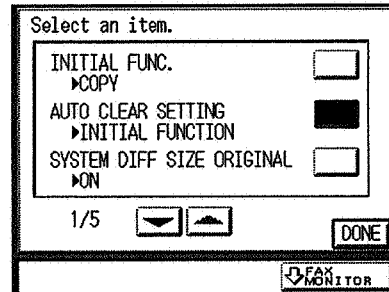 Select an item.
INITIAL FUNC.
▶COPY
AUTO CLEAR SETTING
▶INITIAL FUNCTION
SYSTEM DIFF SIZE ORIGINAL
▶ON
1/5
DONE
FAX
MONITOR